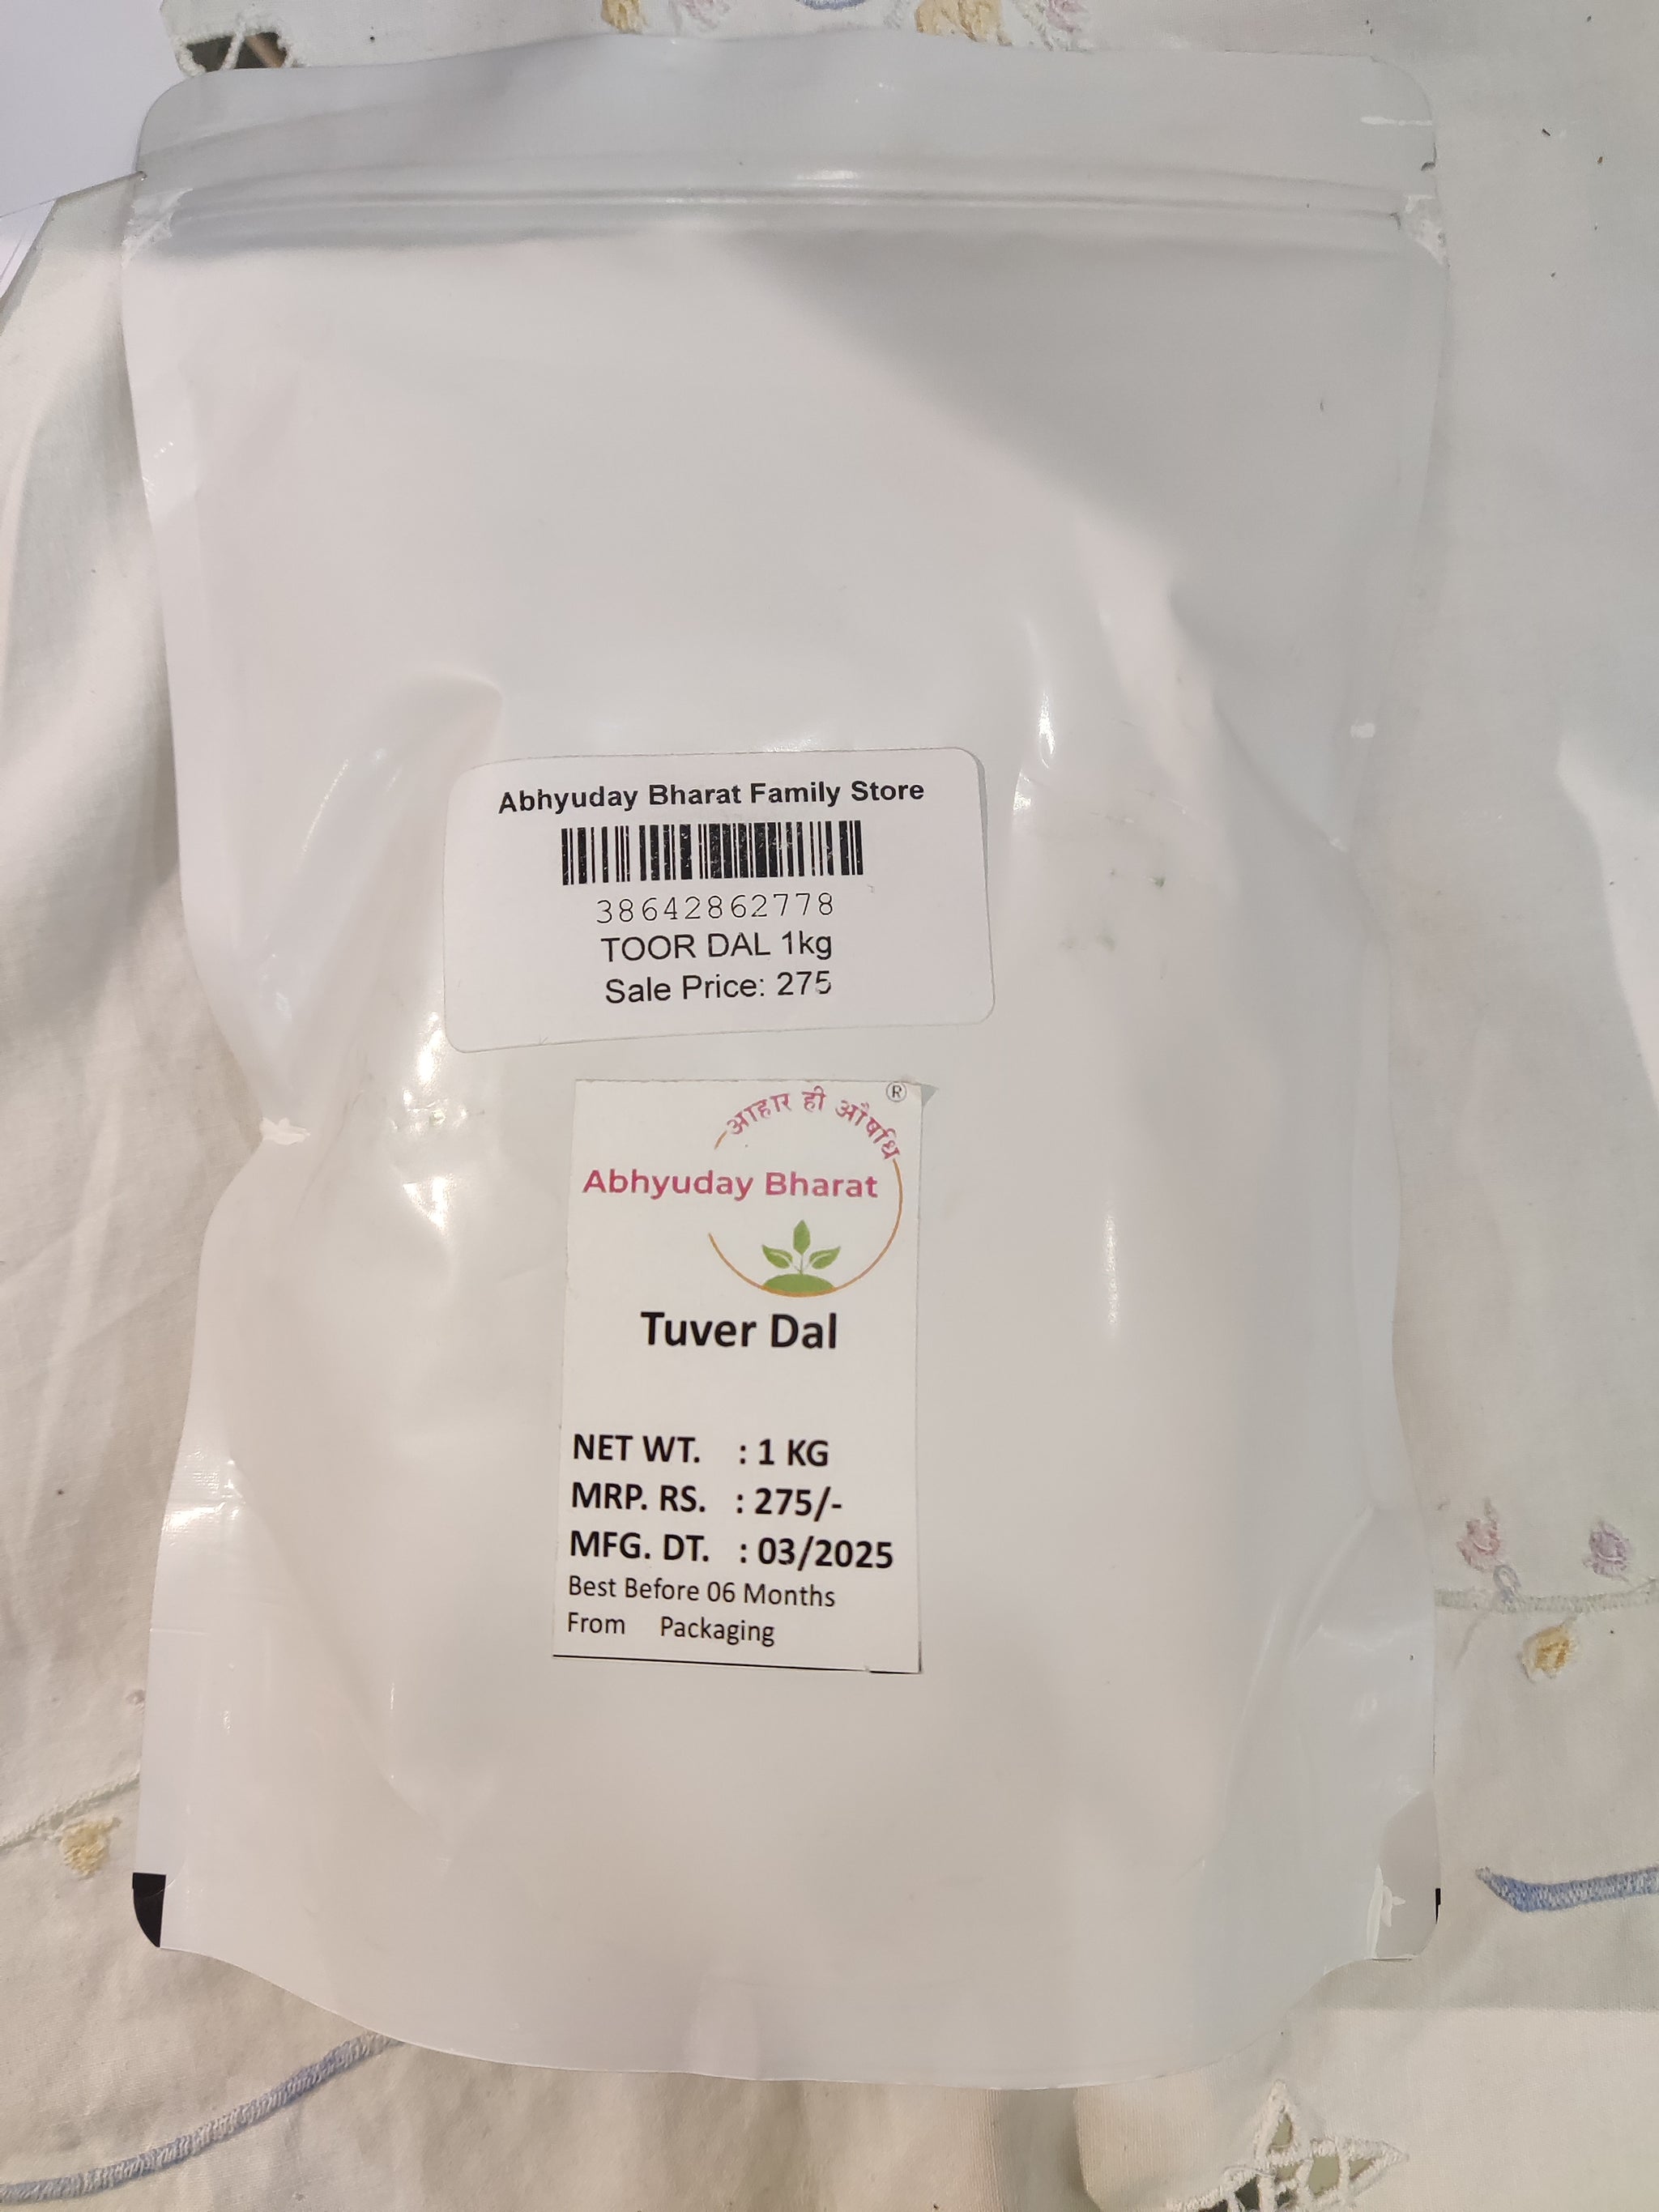 Abhyuday Bharat Family Store
38642862778
TOOR DAL 1kg
Sale Price: 275
®
आहार ही औषधि
Abhyuday Bharat
Tuver Dal
NET WT. : 1 KG
MRP. RS. : 275/-
MFG. DT. : 03/2025
Best Before 06 Months
From Packaging